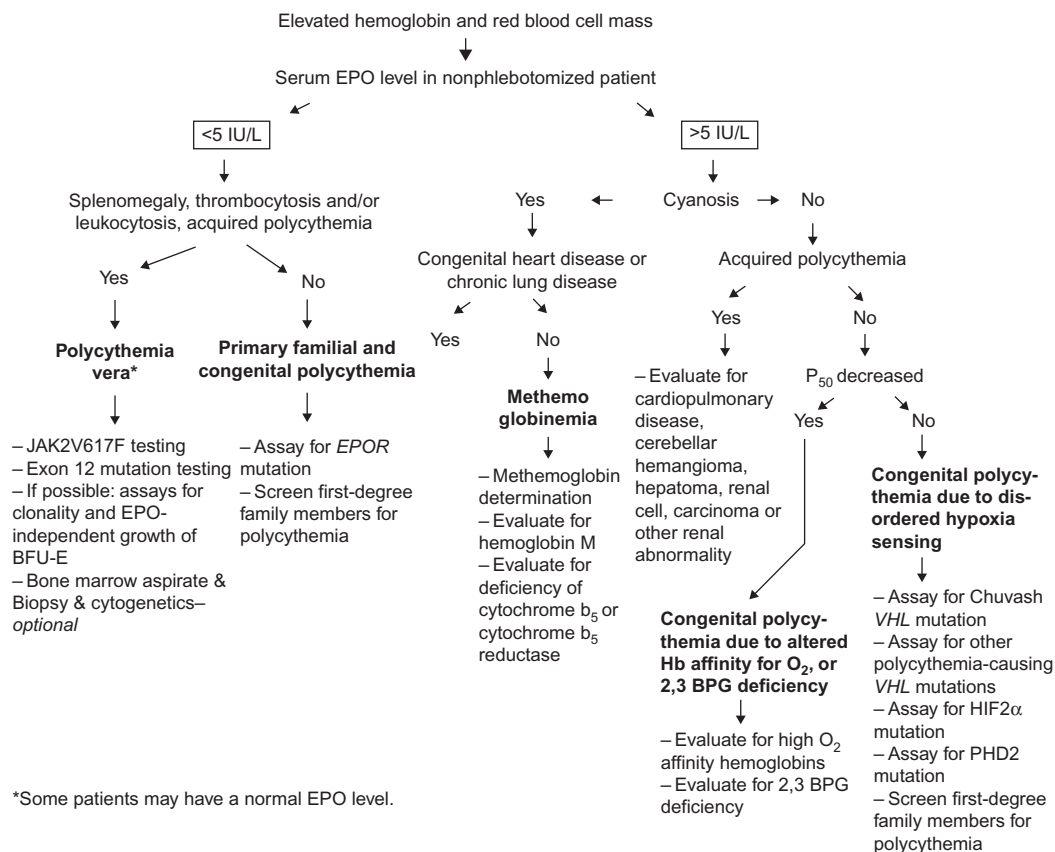 Elevated hemoglobin and red blood cell mass
Serum EPO level in nonphlebotomized patient
<5 IU/L
>5 IU/L
Splenomegaly, thrombocytosis and/or
leukocytosis, acquired polycythemia
Yes
No
Polycythemia
vera*
– JAK2V617F testing
– Exon 12 mutation testing
– If possible: assays for
clonality and EPO-
independent growth of
BFU-E
– Bone marrow aspirate &
Biopsy & cytogenetics–
optional
Primary familial and
congenital polycythemia
– Assay for EPOR
mutation
– Screen first-degree
family members for
polycythemia
Yes
Cyanosis
No
Congenital heart disease or
chronic lung disease
Yes
No
Methemo
globinemia
– Methemoglobin
determination
– Evaluate for
hemoglobin M
– Evaluate for
deficiency of
cytochrome b5 or
cytochrome b5
reductase
Acquired polycythemia
Yes
No
– Evaluate for
cardiopulmonary
disease,
cerebellar
hemangioma,
hepatoma, renal
cell, carcinoma or
other renal
abnormality
P50 decreased
Yes
No
Congenital polycy-
themia due to altered
Hb affinity for O2, or
2,3 BPG deficiency
– Evaluate for high O2
affinity hemoglobins
– Evaluate for 2,3 BPG
deficiency
Congenital polycy-
themia due to dis-
ordered hypoxia
sensing
– Assay for Chuvash
VHL mutation
– Assay for other
polycythemia-causing
VHL mutations
– Assay for HIF2α
mutation
– Assay for PHD2
mutation
– Screen first-degree
family members for
polycythemia
*Some patients may have a normal EPO level.